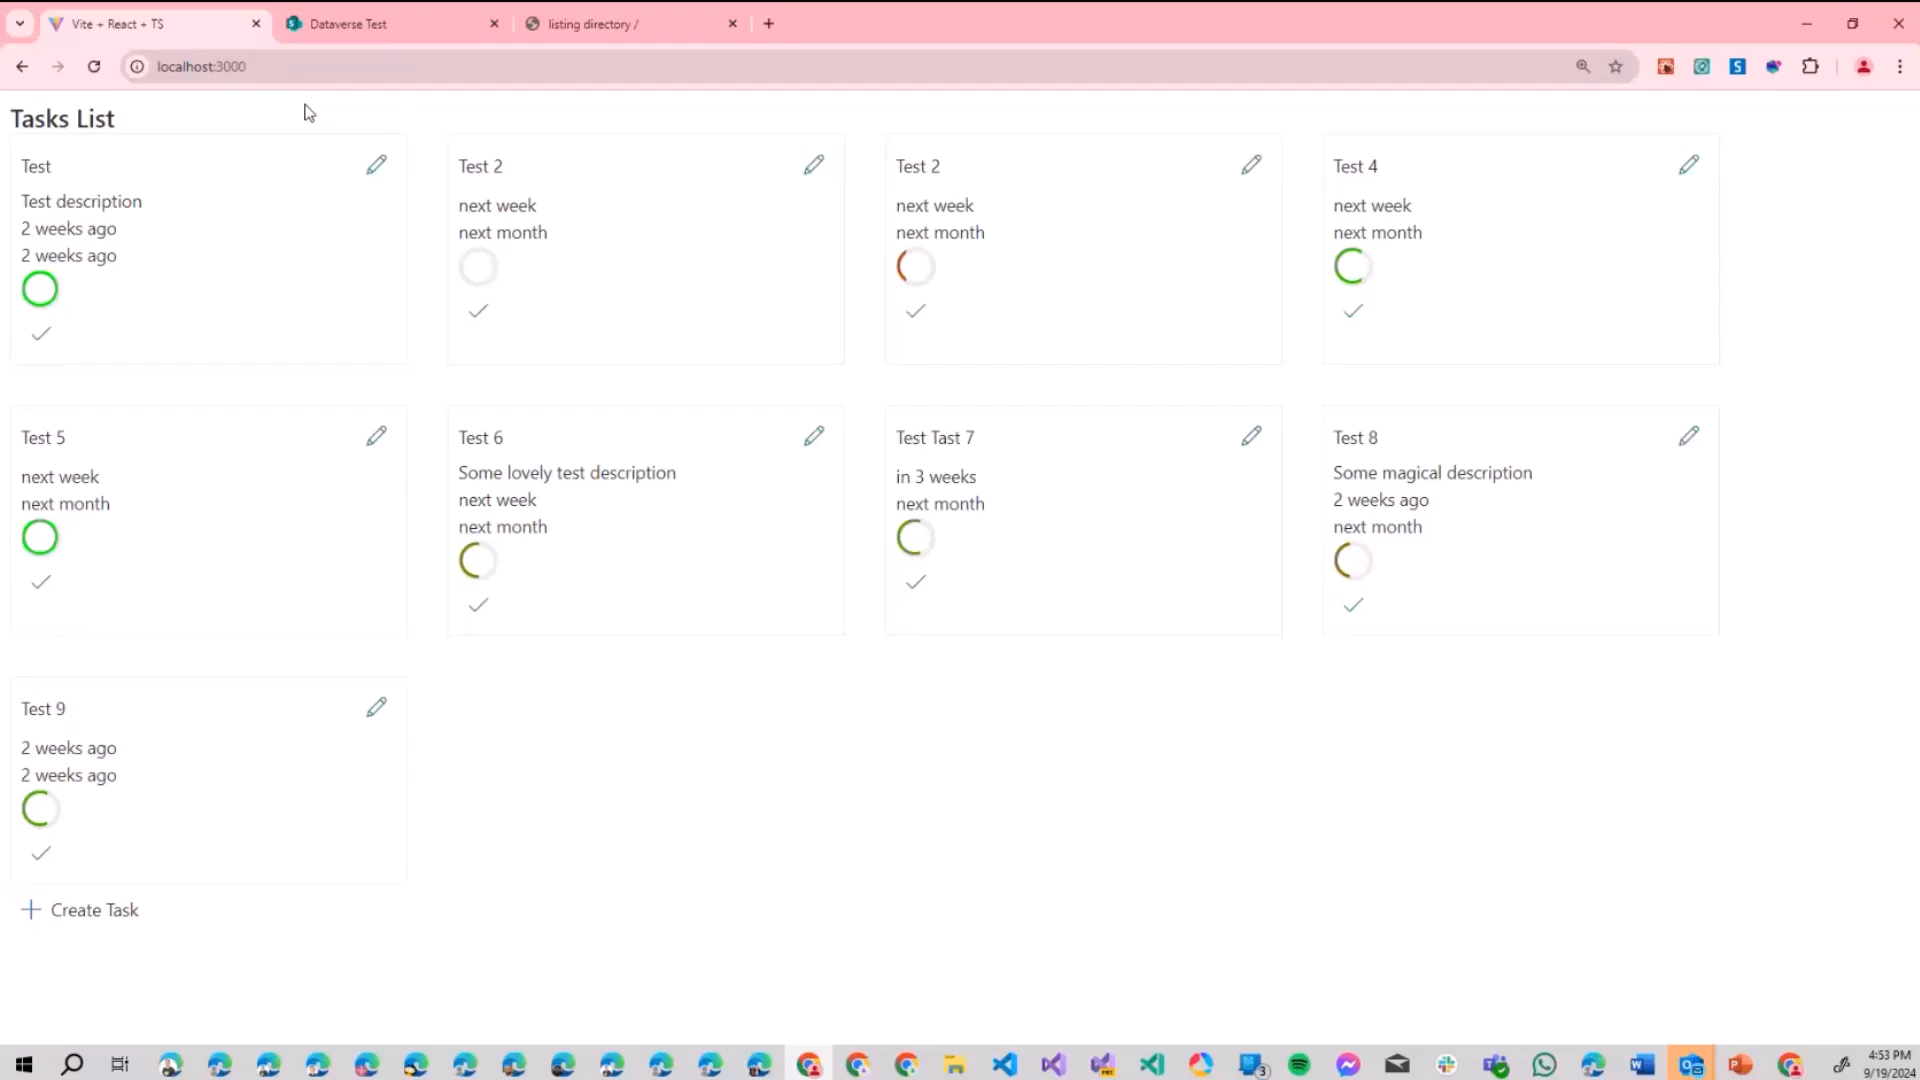 Vite + React + TS
Dataverse Test
listing directory /
localhost:3000
Tasks List
Test
Test description
2 weeks ago
2 weeks ago
Test 2
next week
next month
Test 2
next week
next month
Test 4
next week
next month
Test 5
next week
next month
Test 6
Some lovely test description
next week
next month
Test Tast 7
in 3 weeks
next month
Test 8
Some magical description
2 weeks ago
next month
Test 9
2 weeks ago
2 weeks ago
Create Task
4:53 PM
9/19/2024